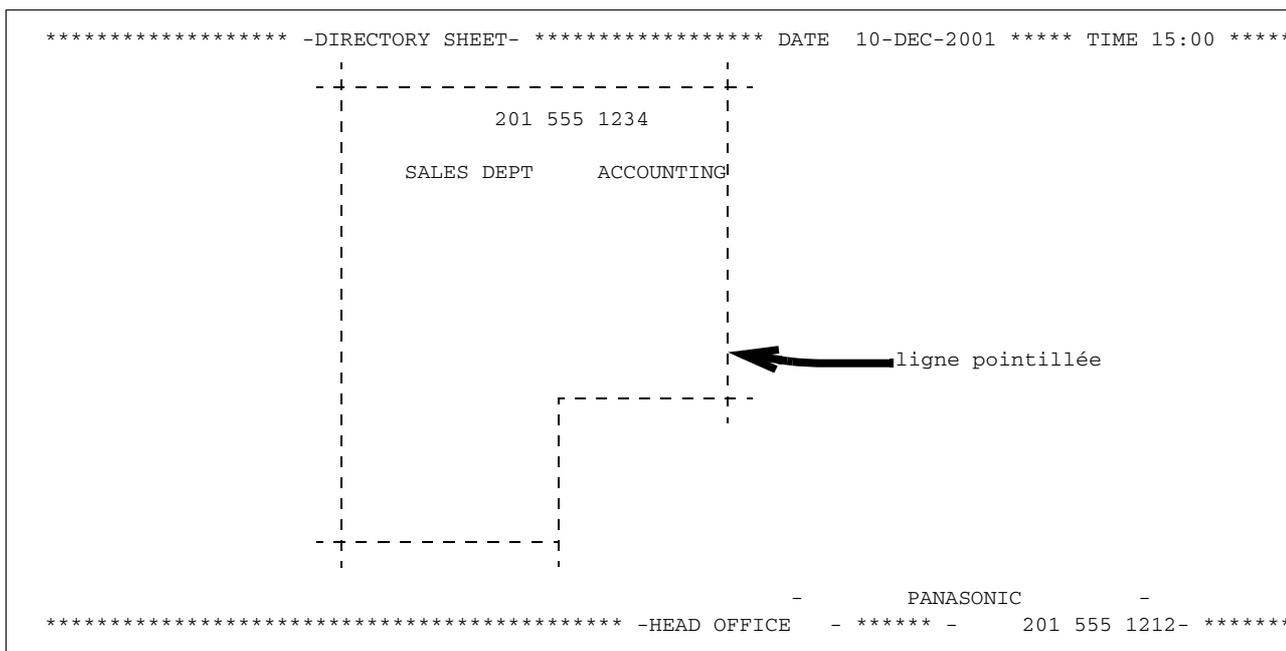 ******************* -DIRECTORY SHEET- ****************** DATE 10-DEC-2001 ***** TIME 15:00 *****
201 555 1234
SALES DEPT ACCOUNTING
ligne pointillée
- PANASONIC -
********************************************* -HEAD OFFICE - ****** - 201 555 1212- *******